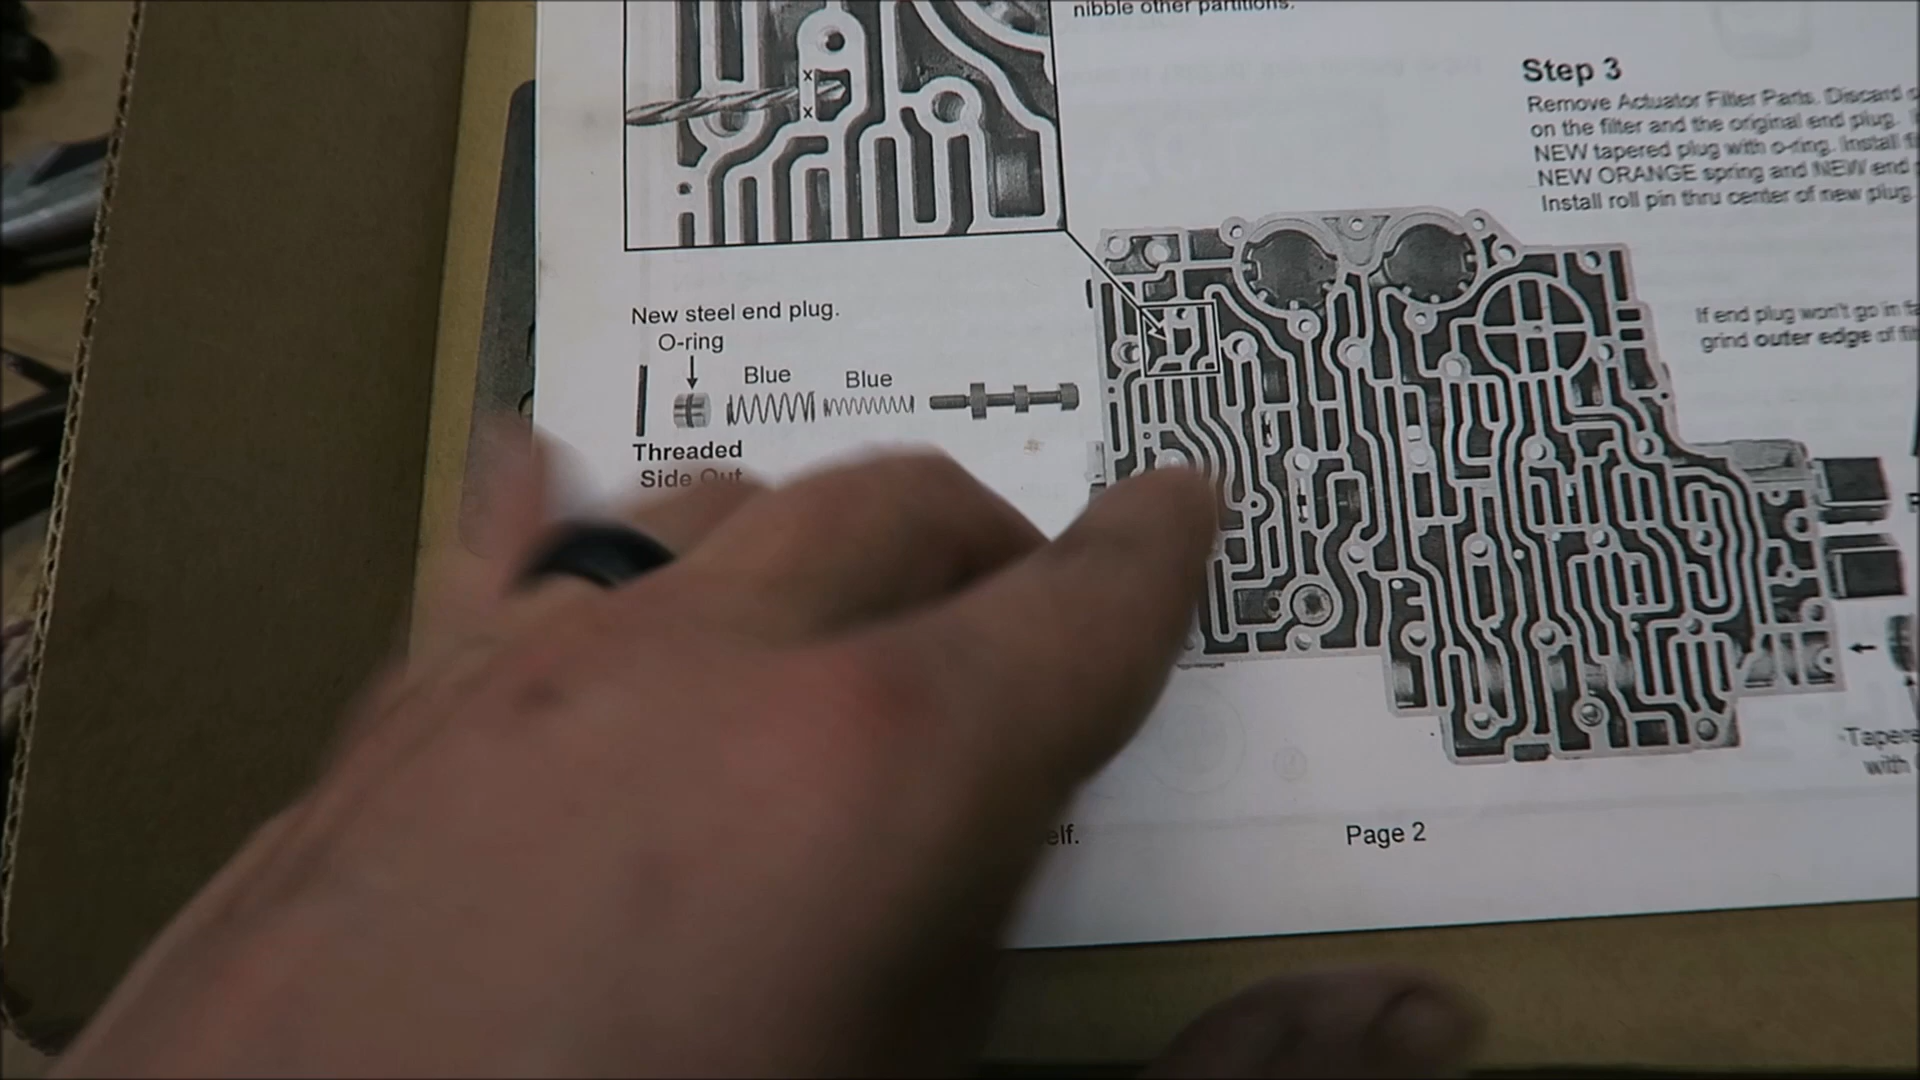 nibble other partitions.
x
x
Step 3
Remove Actuator Filter Parts. Discard
on the filter and the original end plug.
NEW tapered plug with o-ring. Install
NEW ORANGE spring and NEW end
Install roll pin thru center of new plug.
New steel end plug.
O-ring
Blue
Blue
Threaded
Side Out
If end plug won't go in
grind outer edge of
with
elf.
Page 2